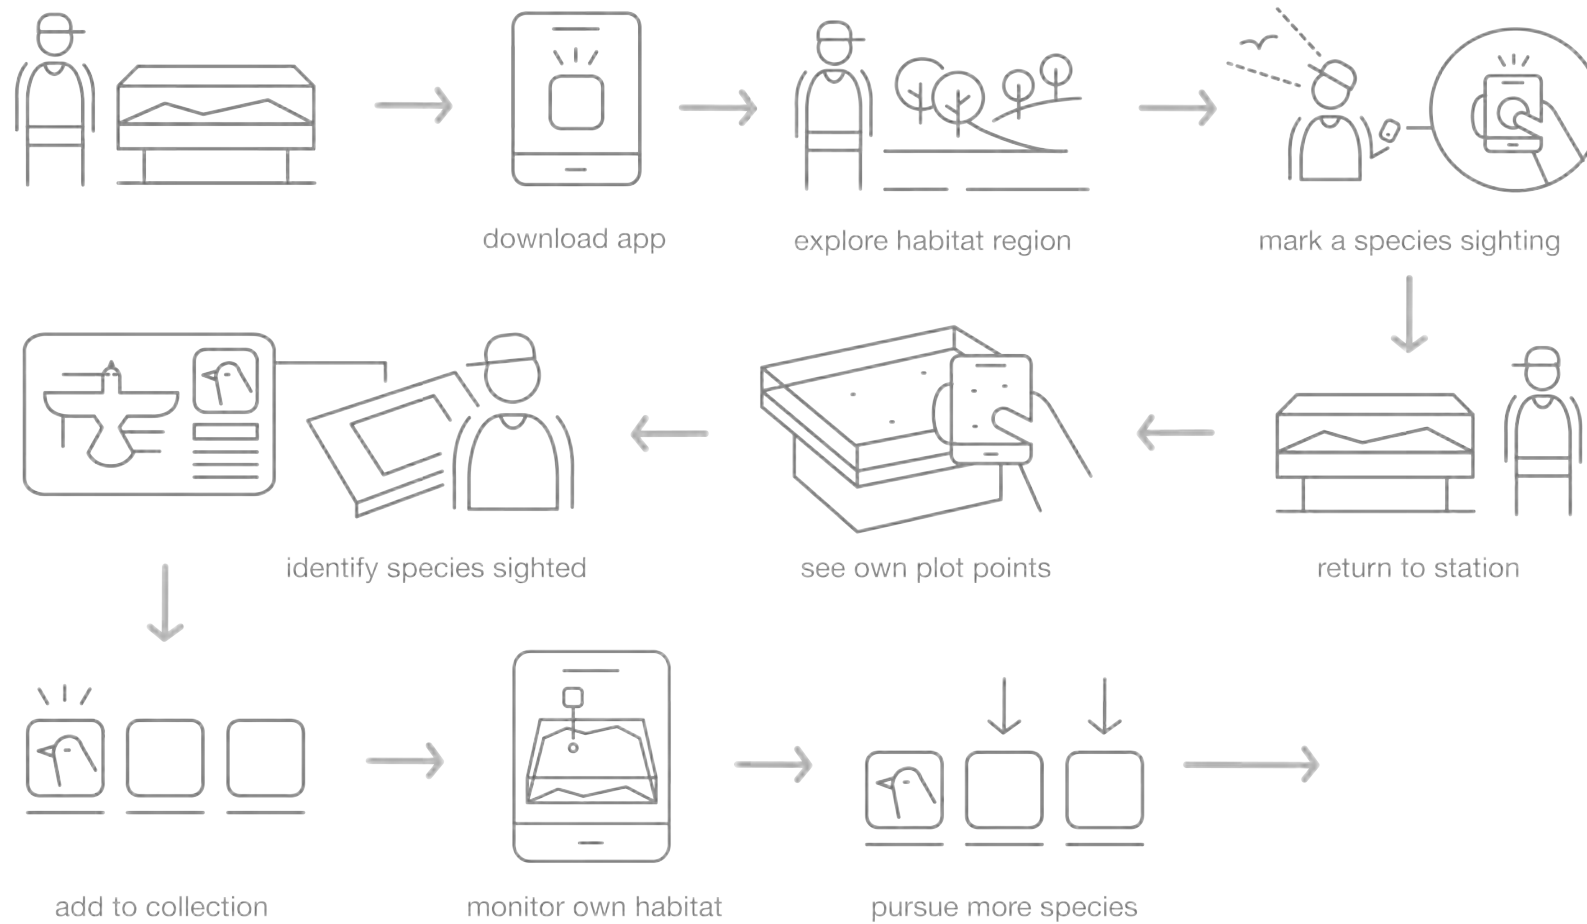 download app
explore habitat region
mark a species sighting
return to station
see own plot points
identify species sighted
add to collection
monitor own habitat
pursue more species